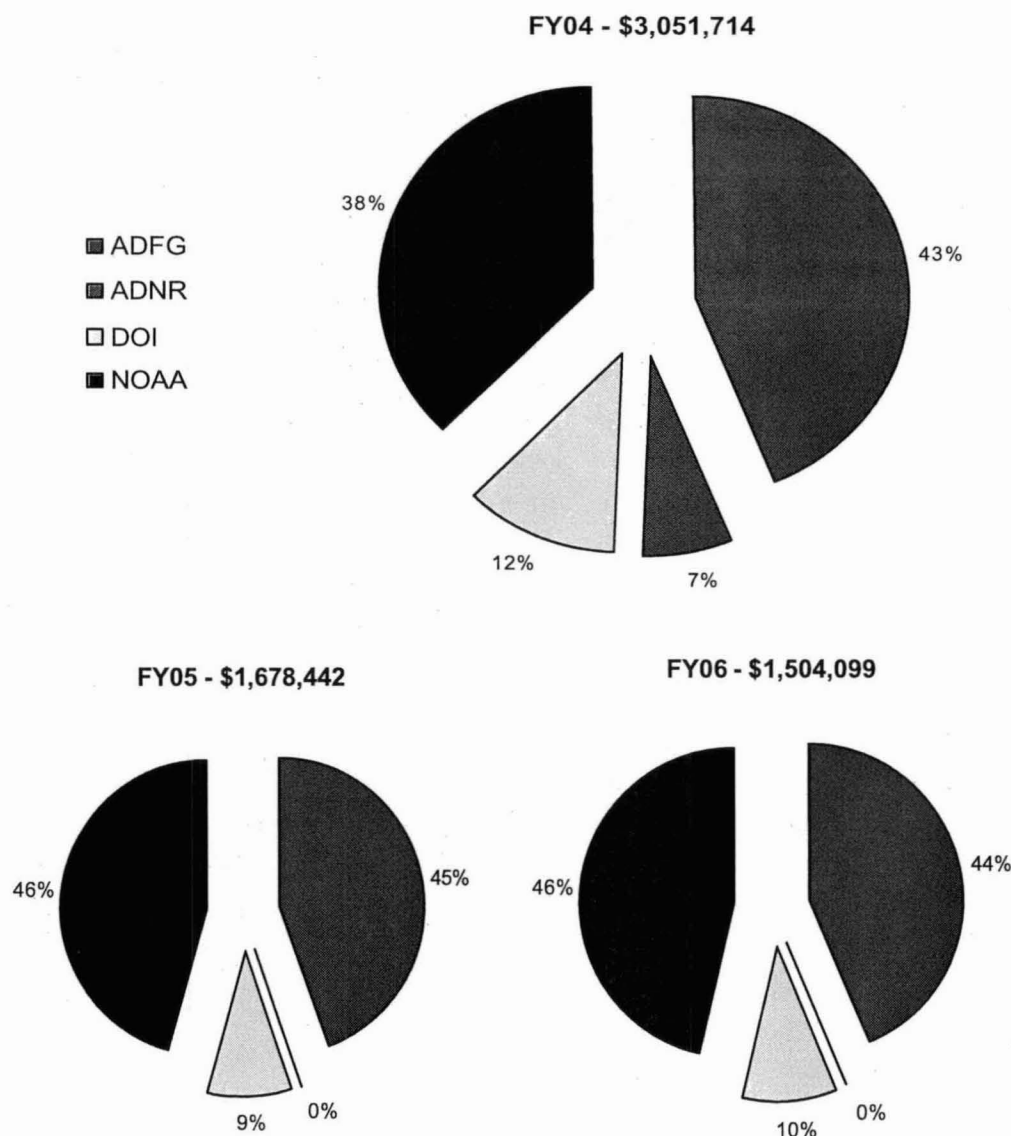 FY04 - $3,051,714
38%
43%
ADFG
ADNR
DOI
NOAA
12%
7%
FY05 - $1,678,442
FY06 - $1,504,099
46%
45%
46%
44%
9%
0%
10%
0%